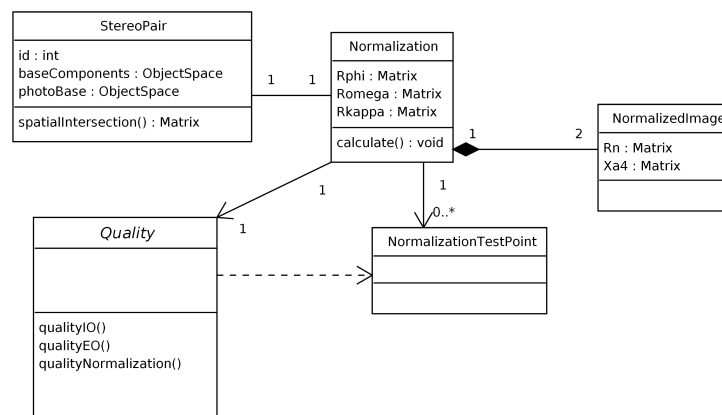 StereoPair
id : int
baseComponents : ObjectSpace
photoBase : ObjectSpace
spatialIntersection() : Matrix
1
1
Normalization
Rphi : Matrix
Romega : Matrix
Rkappa : Matrix
calculate() : void
1
2
NormalizedImage
Rn : Matrix
Xa4 : Matrix
1
1
1
0..*
Quality
qualityIO()
qualityEO()
qualityNormalization()
NormalizationTestPoint